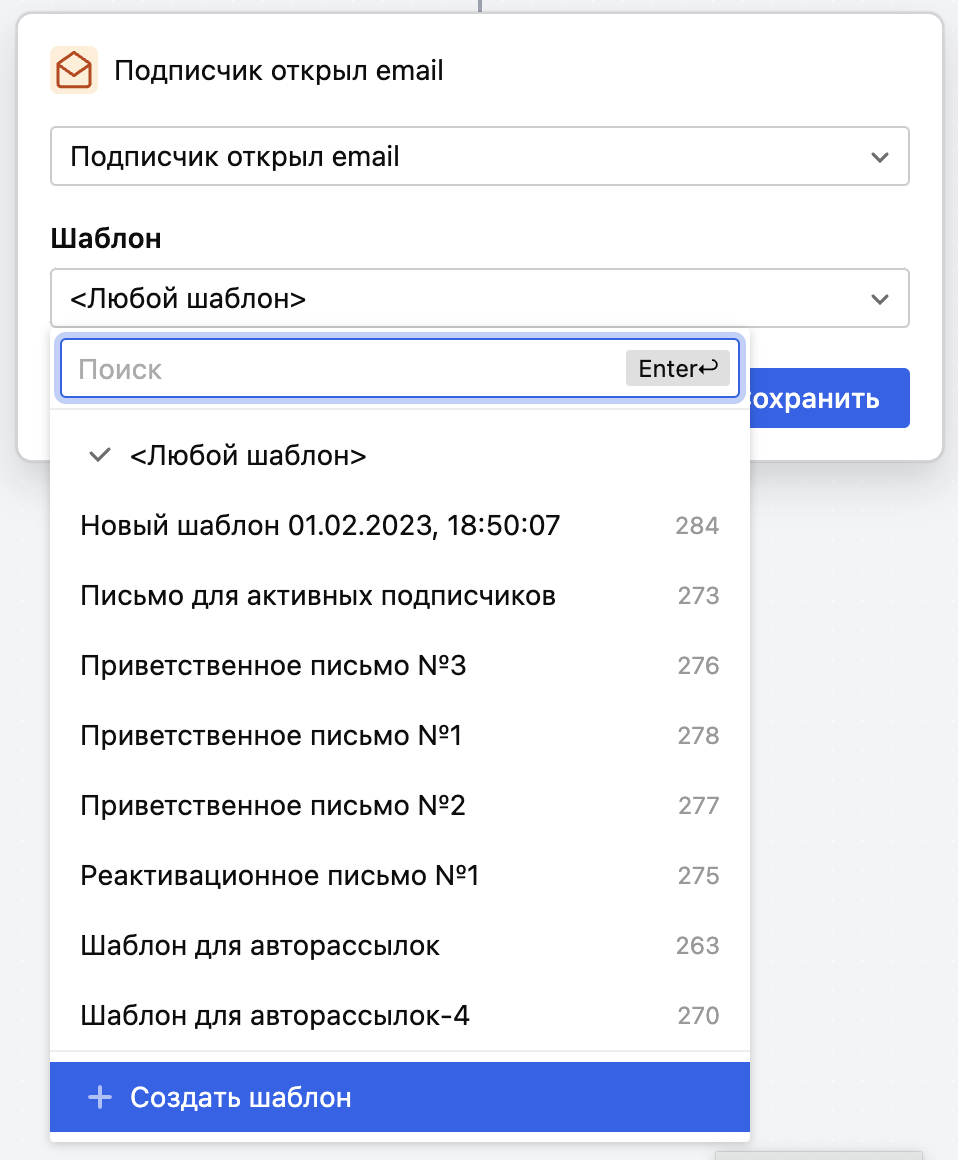 Подписчик открыл email
Подписчик открыл email
Шаблон
<Любой шаблон>
Поиск Enter↩
охранить
<Любой шаблон>
Новый шаблон 01.02.2023, 18:50:07 284
Письмо для активных подписчиков 273
Приветственное письмо №3 276
Приветственное письмо №1 278
Приветственное письмо №2 277
Реактивационное письмо №1 275
Шаблон для авторассылок 263
Шаблон для авторассылок-4 270
Создать шаблон